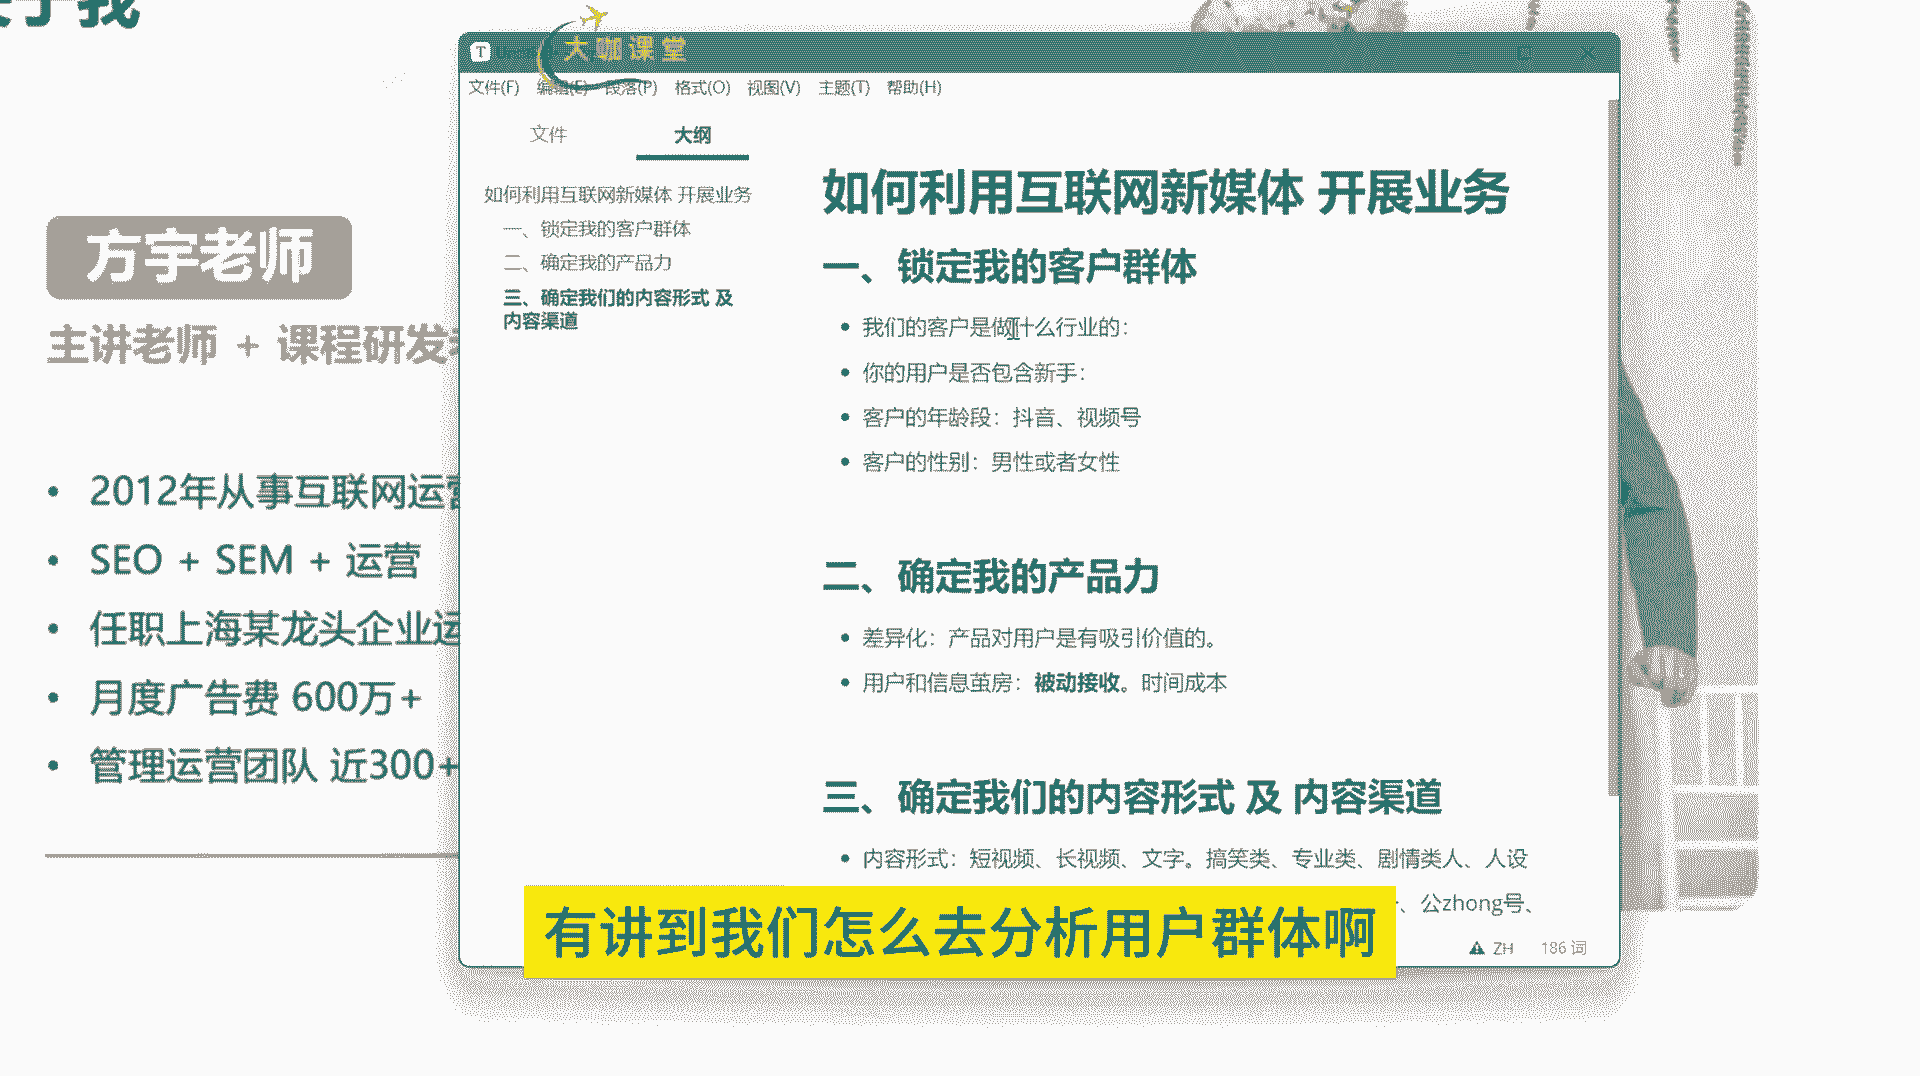 方宇老师
主讲老师 + 课程研发
2012年从事互联网运营
SEO + SEM + 运营
任职上海某龙头企业运
月度广告费 600万+
管理运营团队 近300+
大咖课堂
文件(F) 编辑(E) 段落(P) 格式(O) 视图(V) 主题(T) 帮助(H)
文件 大纲
如何利用互联网新媒体 开展业务
一、锁定我的客户群体
二、确定我的产品力
三、确定我们的内容形式 及
内容渠道
如何利用互联网新媒体 开展业务
一、锁定我的客户群体
我们的客户是做什么行业的：
你的用户是否包含新手：
客户的年龄段：抖音、视频号
客户的性别：男性或者女性
二、确定我的产品力
差异化：产品对用户是有吸引价值的。
用户和信息茧房：被动接收。时间成本
三、确定我们的内容形式 及 内容渠道
内容形式：短视频、长视频、文字。搞笑类、专业类、剧情类人、人设
、公zhong号、
有讲到我们怎么去分析用户群体啊
ZH 186 词